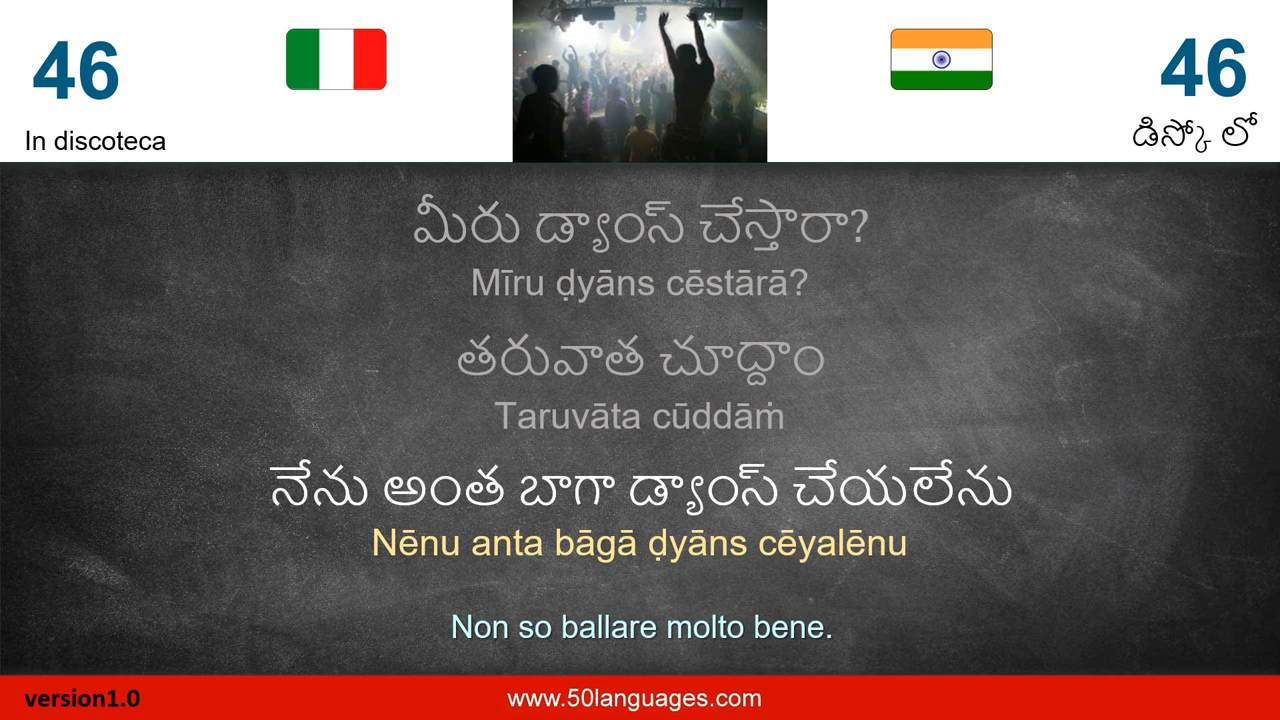 46
In discoteca
46
డిస్కో లో
మీరు డ్యాంస్ చేస్తారా?
Mīru ḍyāns cēstārā?
తరువాత చూద్దాం
Taruvāta cūddāṁ
నేను అంత బాగా డ్యాంస్ చేయలేను
Nēnu anta bāgā ḍyāns cēyalēnu
Non so ballare molto bene.
version1.0
www.50languages.com